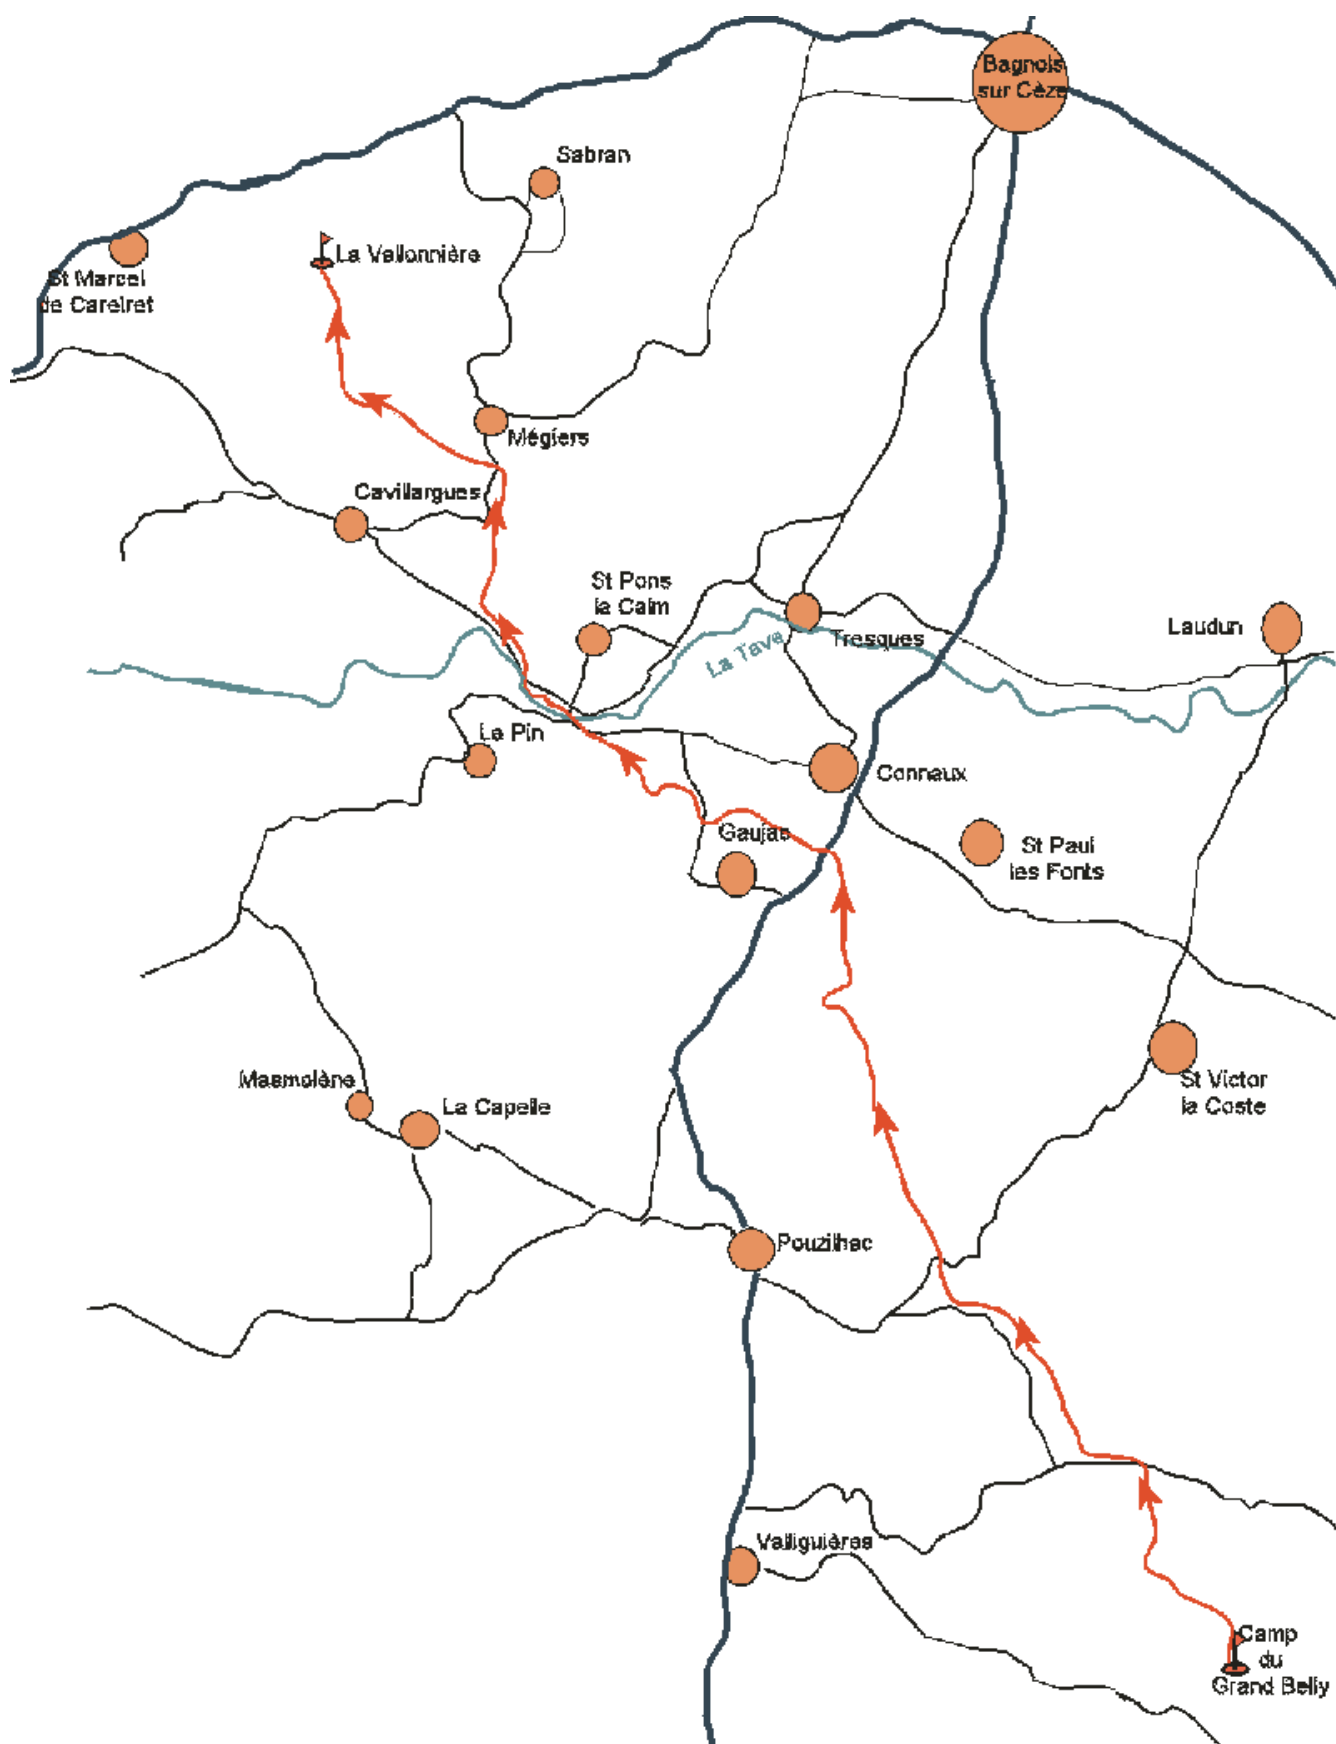 Bagnols
sur Cèze
Sabran
La Vallonnière
St Marcel
de Careiret
Mégiers
Cavillargues
St Pons
la Calm
La Tave
Tresques
Laudun
Le Pin
Connaux
Gaujac
St Paul
les Fonts
Masmolène
La Capelle
St Victor
la Coste
Pouzilhac
Valliguières
Camp
du
Grand Belly